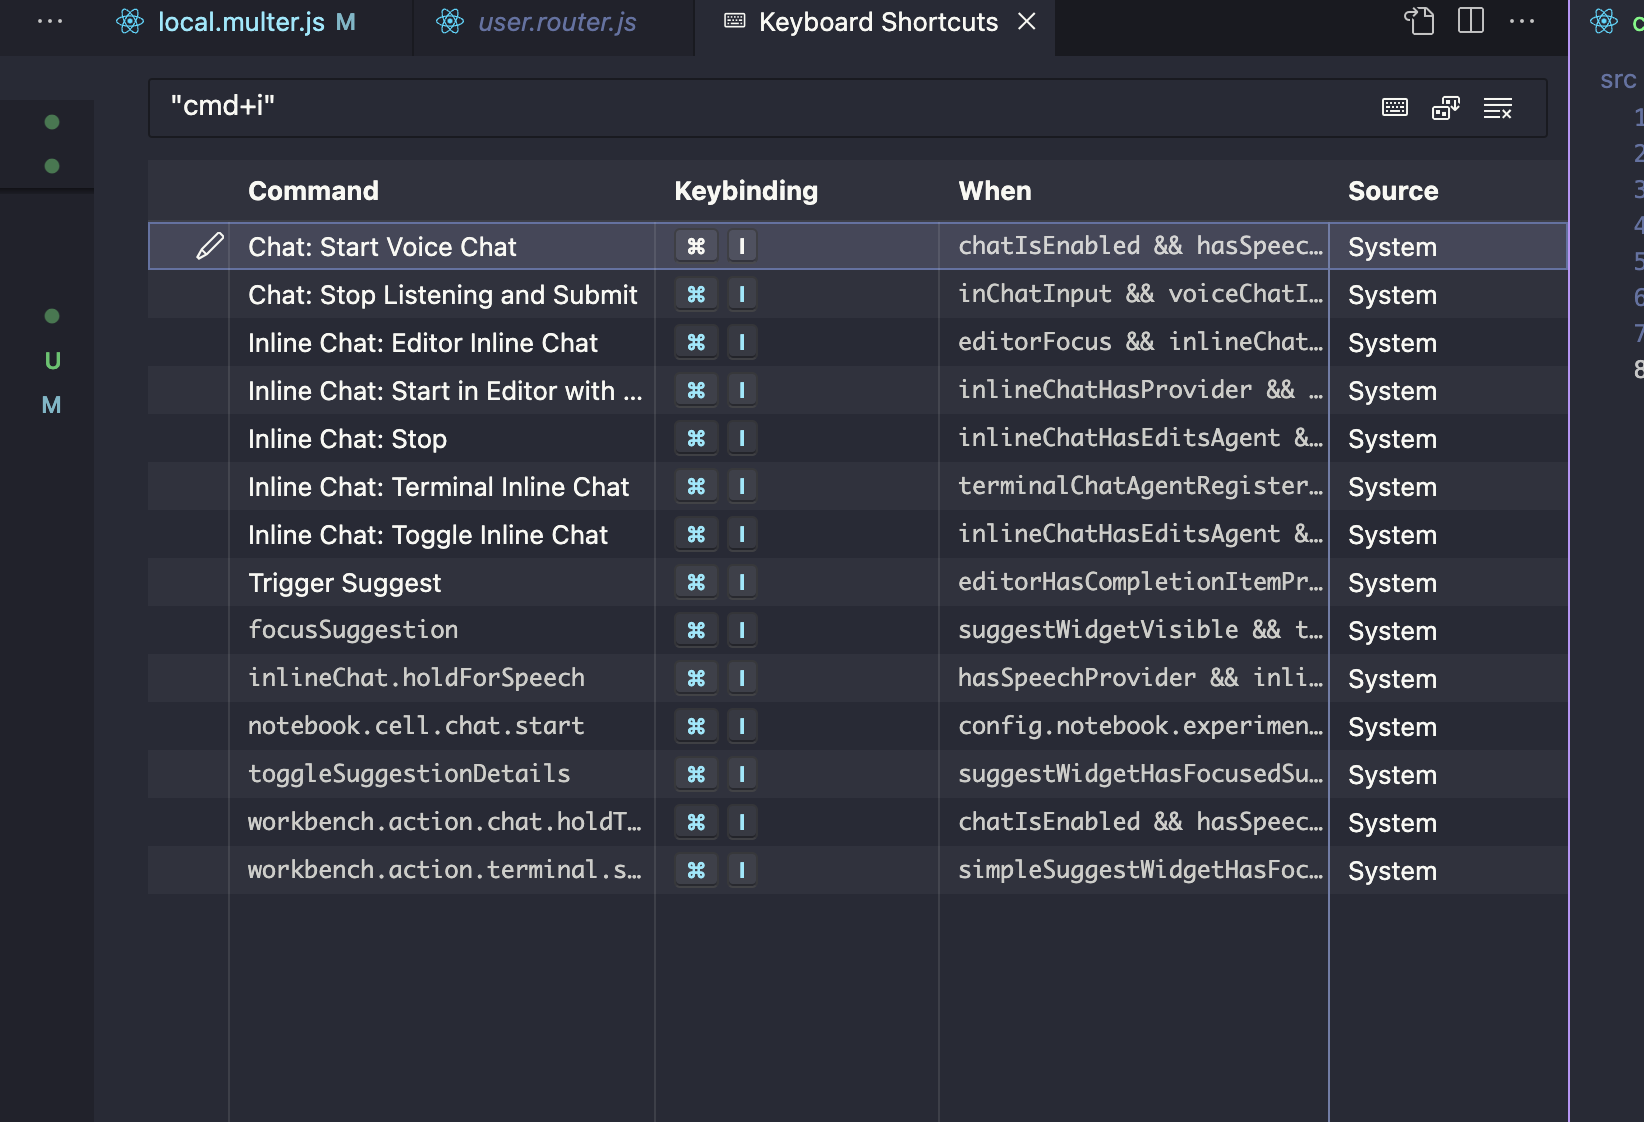 ... local.multer.js M user.router.js Keyboard Shortcuts ...
"cmd+i"
src
Command Keybinding When Source
Chat: Start Voice Chat ⌘ I chatIsEnabled && hasSpeec... System
Chat: Stop Listening and Submit ⌘ I inChatInput && voiceChatI... System
Inline Chat: Editor Inline Chat ⌘ I editorFocus && inlineChat... System
Inline Chat: Start in Editor with ... ⌘ I inlineChatHasProvider && ... System
Inline Chat: Stop ⌘ I inlineChatHasEditsAgent &... System
Inline Chat: Terminal Inline Chat ⌘ I terminalChatAgentRegister... System
Inline Chat: Toggle Inline Chat ⌘ I inlineChatHasEditsAgent &... System
Trigger Suggest ⌘ I editorHasCompletionItemPr... System
focusSuggestion ⌘ I suggestWidgetVisible && t... System
inlineChat.holdForSpeech ⌘ I hasSpeechProvider && inli... System
notebook.cell.chat.start ⌘ I config.notebook.experimen... System
toggleSuggestionDetails ⌘ I suggestWidgetHasFocusedSu... System
workbench.action.chat.holdT... ⌘ I chatIsEnabled && hasSpeec... System
workbench.action.terminal.s... ⌘ I simpleSuggestWidgetHasFoc... System
U
M
1
2
3
4
5
6
7
8